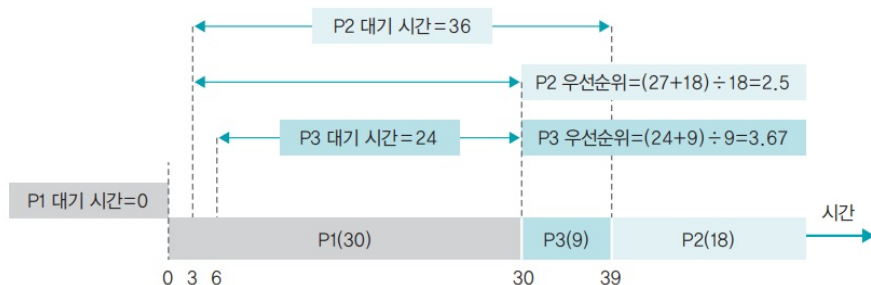 P2 대기 시간=36
P2 우선순위=(27+18)÷18=2.5
P3 대기 시간=24
P3 우선순위=(24+9)÷9=3.67
P1 대기 시간=0
시간
P1(30)
P3(9)
P2(18)
0 3 6 30 39